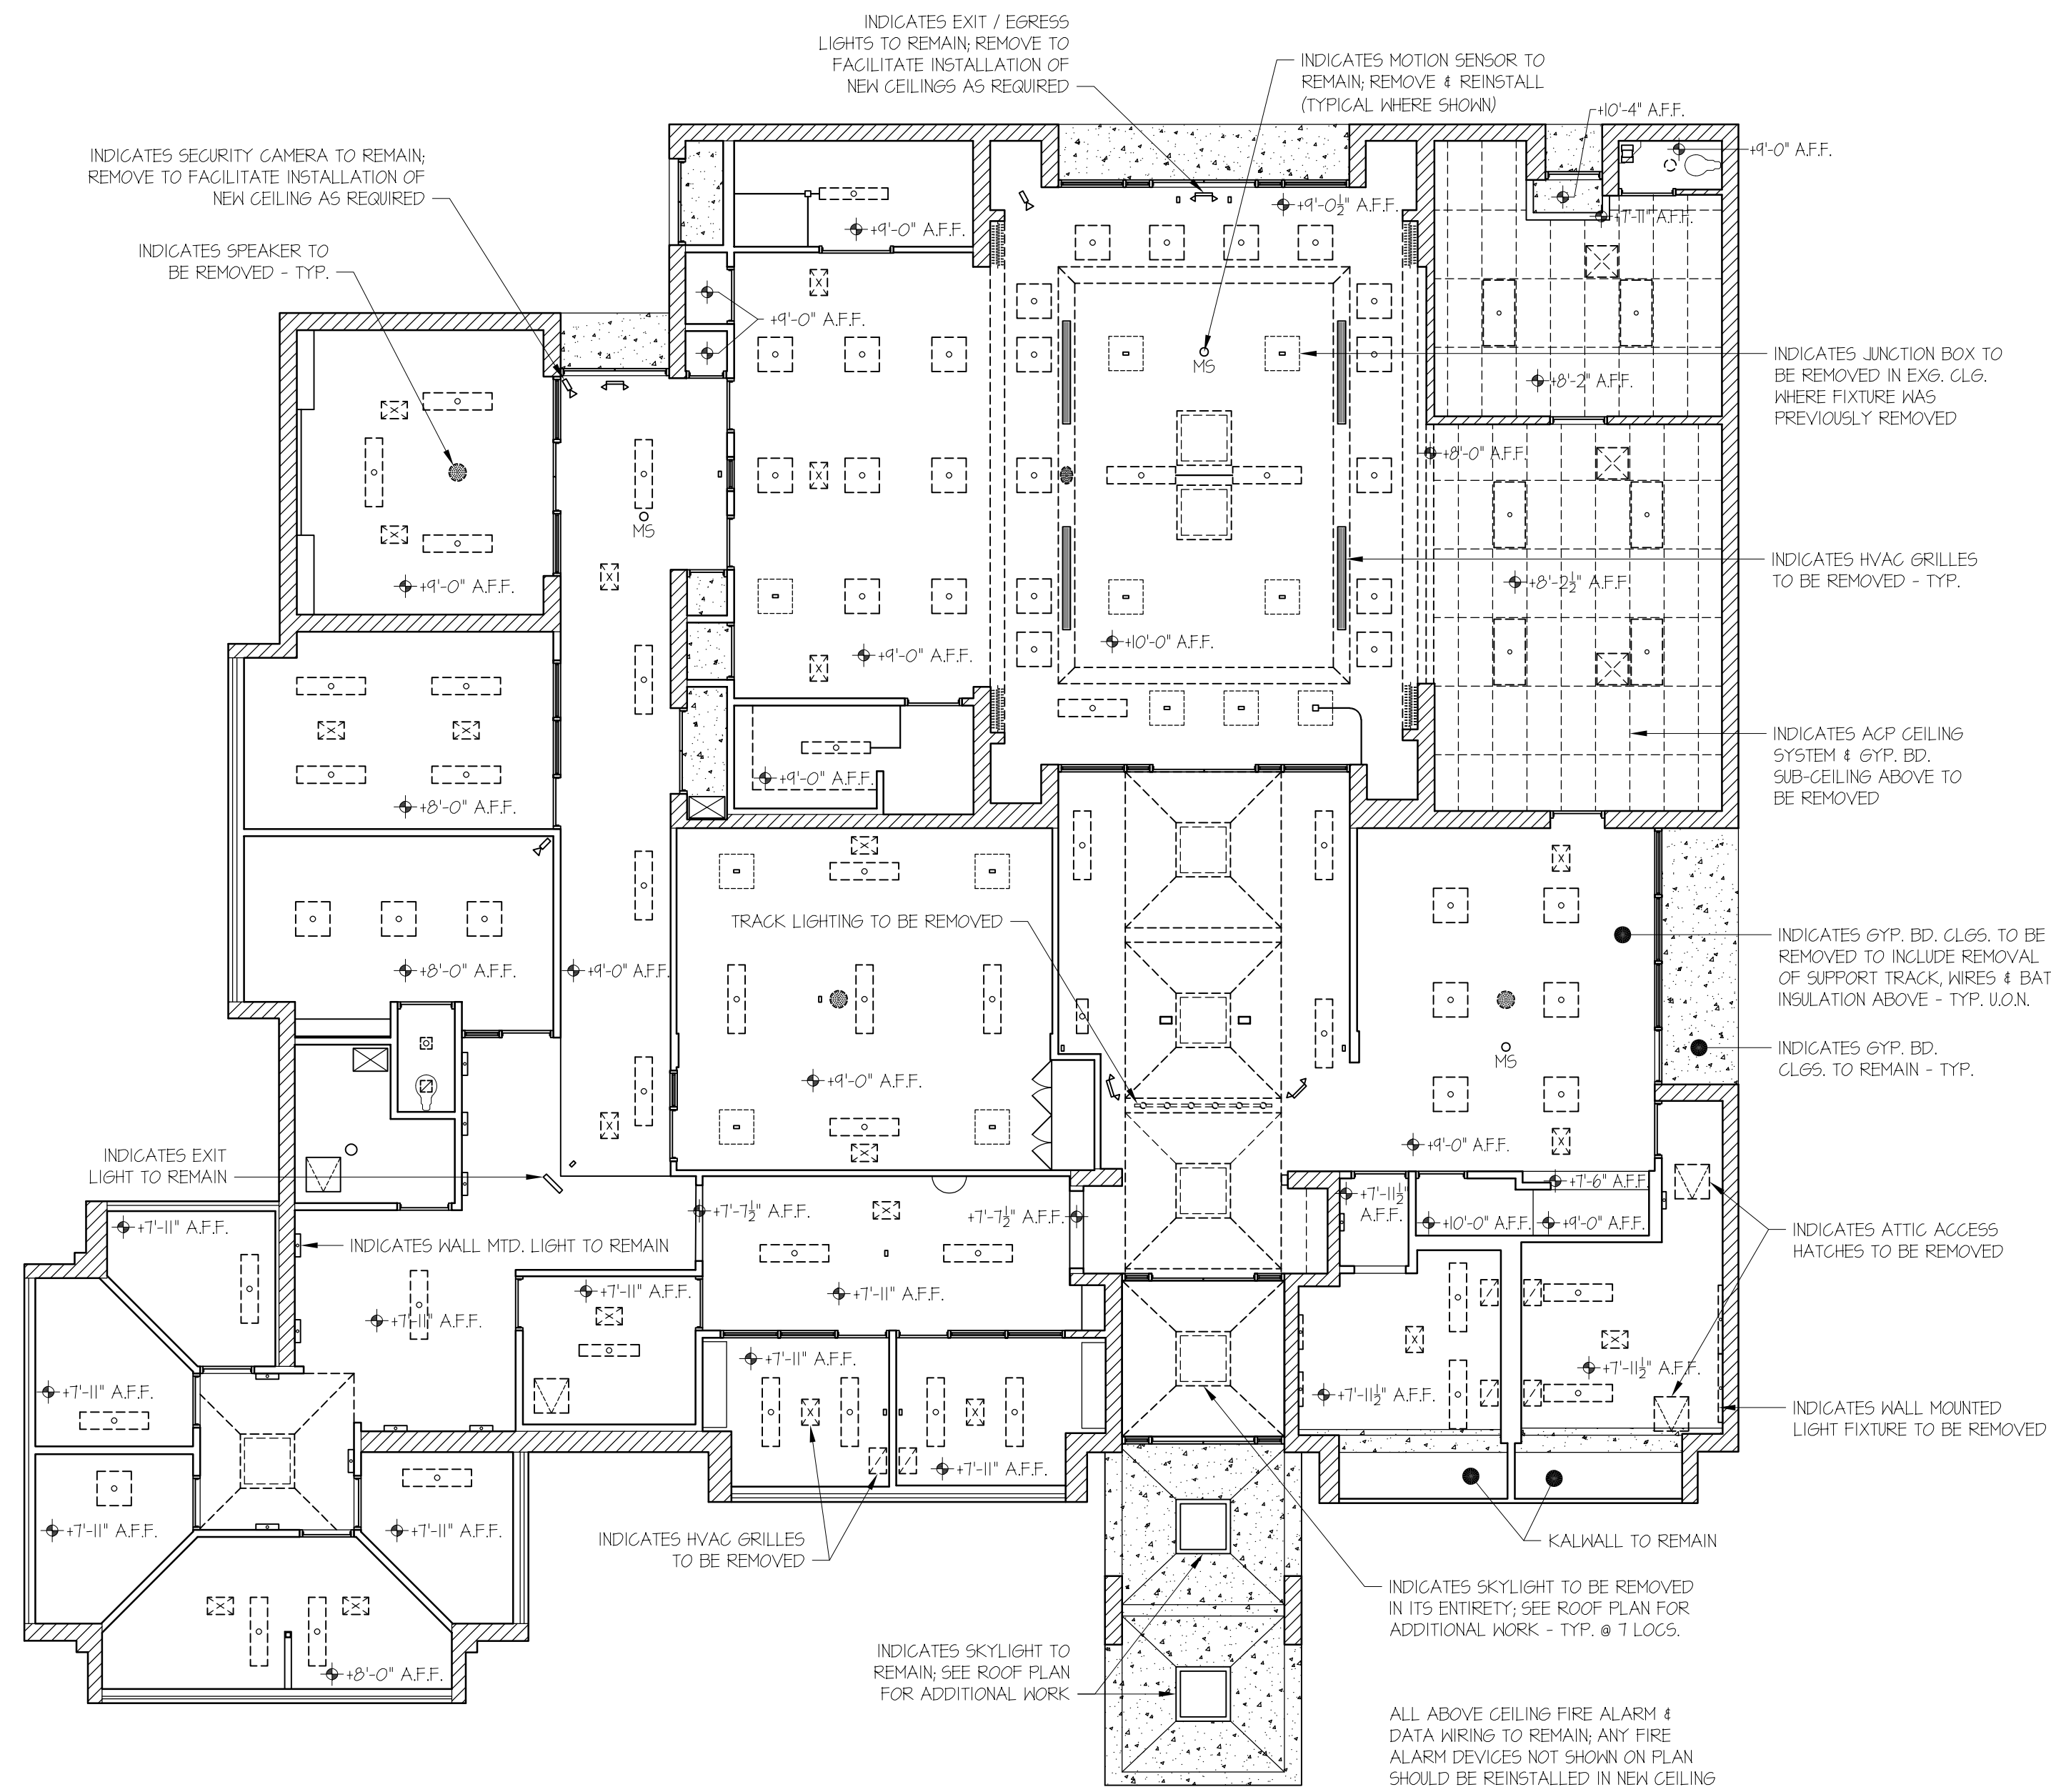 INDICATES EXIT / EGRESS
LIGHTS TO REMAIN; REMOVE TO
FACILITATE INSTALLATION OF
NEW CEILINGS AS REQUIRED
INDICATES MOTION SENSOR TO
REMAIN; REMOVE & REINSTALL
(TYPICAL WHERE SHOWN)
+10'-4" A.F.F.
+9'-0" A.F.F.
INDICATES SECURITY CAMERA TO REMAIN;
REMOVE TO FACILITATE INSTALLATION OF
NEW CEILING AS REQUIRED
INDICATES SPEAKER TO
BE REMOVED - TYP.
+9'-0" A.F.F.
+9'-0½" A.F.F.
+7'-11" A.F.F.
+9'-0" A.F.F.
MS
+8'-2" A.F.F.
INDICATES JUNCTION BOX TO
BE REMOVED IN EXG. CLG.
WHERE FIXTURE WAS
PREVIOUSLY REMOVED
+8'-0" A.F.F.
MS
+9'-0" A.F.F.
+8'-2½" A.F.F.
INDICATES HVAC GRILLES
TO BE REMOVED - TYP.
+9'-0" A.F.F.
+10'-0" A.F.F.
INDICATES ACP CEILING
SYSTEM & GYP. BD.
SUB-CEILING ABOVE TO
BE REMOVED
+9'-0" A.F.F.
+8'-0" A.F.F.
TRACK LIGHTING TO BE REMOVED
INDICATES GYP. BD. CLGS. TO BE
REMOVED TO INCLUDE REMOVAL
OF SUPPORT TRACK, WIRES & BAT
INSULATION ABOVE - TYP. U.O.N.
+8'-0" A.F.F.
+9'-0" A.F.F.
MS
INDICATES GYP. BD.
CLGS. TO REMAIN - TYP.
+9'-0" A.F.F.
+9'-0" A.F.F.
INDICATES EXIT
LIGHT TO REMAIN
+7'-6" A.F.F.
+7'-11½"
A.F.F.
+7'-7½" A.F.F.
+7'-7½" A.F.F.
+10'-0" A.F.F.
+9'-0" A.F.F.
+7'-11" A.F.F.
INDICATES WALL MTD. LIGHT TO REMAIN
INDICATES ATTIC ACCESS
HATCHES TO BE REMOVED
+7'-11" A.F.F.
+7'-11" A.F.F.
+7'-11" A.F.F.
+7'-11" A.F.F.
+7'-11½" A.F.F.
+7'-11" A.F.F.
+7'-11½" A.F.F.
INDICATES WALL MOUNTED
LIGHT FIXTURE TO BE REMOVED
+7'-11" A.F.F.
+7'-11" A.F.F.
+7'-11" A.F.F.
INDICATES HVAC GRILLES
TO BE REMOVED
KALWALL TO REMAIN
INDICATES SKYLIGHT TO BE REMOVED
IN ITS ENTIRETY; SEE ROOF PLAN FOR
ADDITIONAL WORK - TYP. @ 7 LOCS.
INDICATES SKYLIGHT TO
REMAIN; SEE ROOF PLAN
FOR ADDITIONAL WORK
+8'-0" A.F.F.
ALL ABOVE CEILING FIRE ALARM &
DATA WIRING TO REMAIN; ANY FIRE
ALARM DEVICES NOT SHOWN ON PLAN
SHOULD BE REINSTALLED IN NEW CEILING